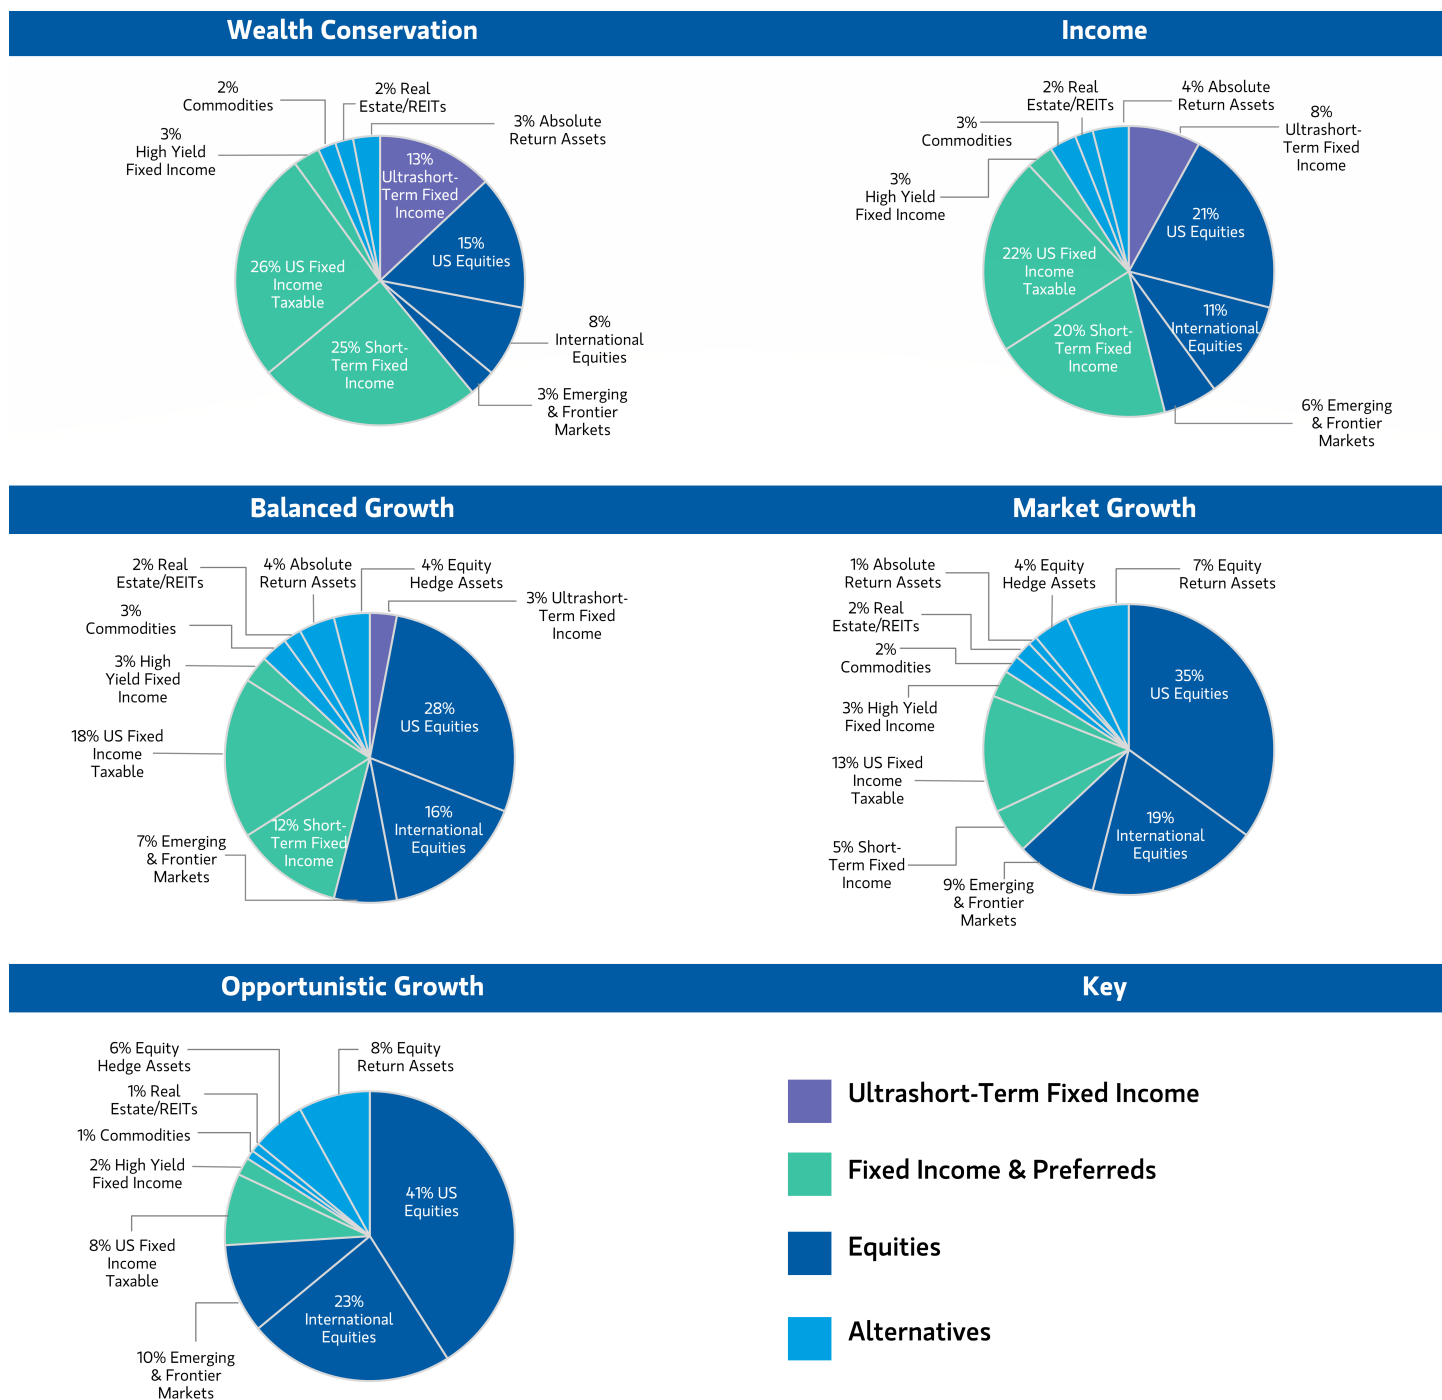 Wealth Conservation
2%
Commodities
2% Real
Estate/REITs
3% Absolute
Return Assets
3%
High Yield
Fixed Income
13%
Ultrashort-
Term Fixed
Income
15%
US Equities
26% US Fixed
Income
Taxable
25% Short-
Term Fixed
Income
8%
International
Equities
3% Emerging
& Frontier
Markets
Income
2% Real
Estate/REITs
4% Absolute
Return Assets
8%
Ultrashort-
Term Fixed
Income
3%
Commodities
3%
High Yield
Fixed Income
21%
US Equities
22% US Fixed
Income
Taxable
11%
International
Equities
20% Short-
Term Fixed
Income
6% Emerging
& Frontier
Markets
Balanced Growth
2% Real
Estate/REITs
4% Absolute
Return Assets
4% Equity
Hedge Assets
3% Ultrashort-
Term Fixed
Income
3%
Commodities
3% High
Yield Fixed
Income
28%
US Equities
18% US Fixed
Income
Taxable
16%
International
Equities
12% Short-
Term Fixed
Income
7% Emerging
& Frontier
Markets
Market Growth
1% Absolute
Return Assets
4% Equity
Hedge Assets
7% Equity
Return Assets
2% Real
Estate/REITs
2%
Commodities
35%
US Equities
3% High Yield
Fixed Income
13% US Fixed
Income
Taxable
19%
International
Equities
5% Short-
Term Fixed
Income
9% Emerging
& Frontier
Markets
Opportunistic Growth
6% Equity
Hedge Assets
8% Equity
Return Assets
1% Real
Estate/REITs
1% Commodities
2% High Yield
Fixed Income
41% US
Equities
8% US Fixed
Income
Taxable
23%
International
Equities
10% Emerging
& Frontier
Markets
Key
Ultrashort-Term Fixed Income
Fixed Income & Preferreds
Equities
Alternatives